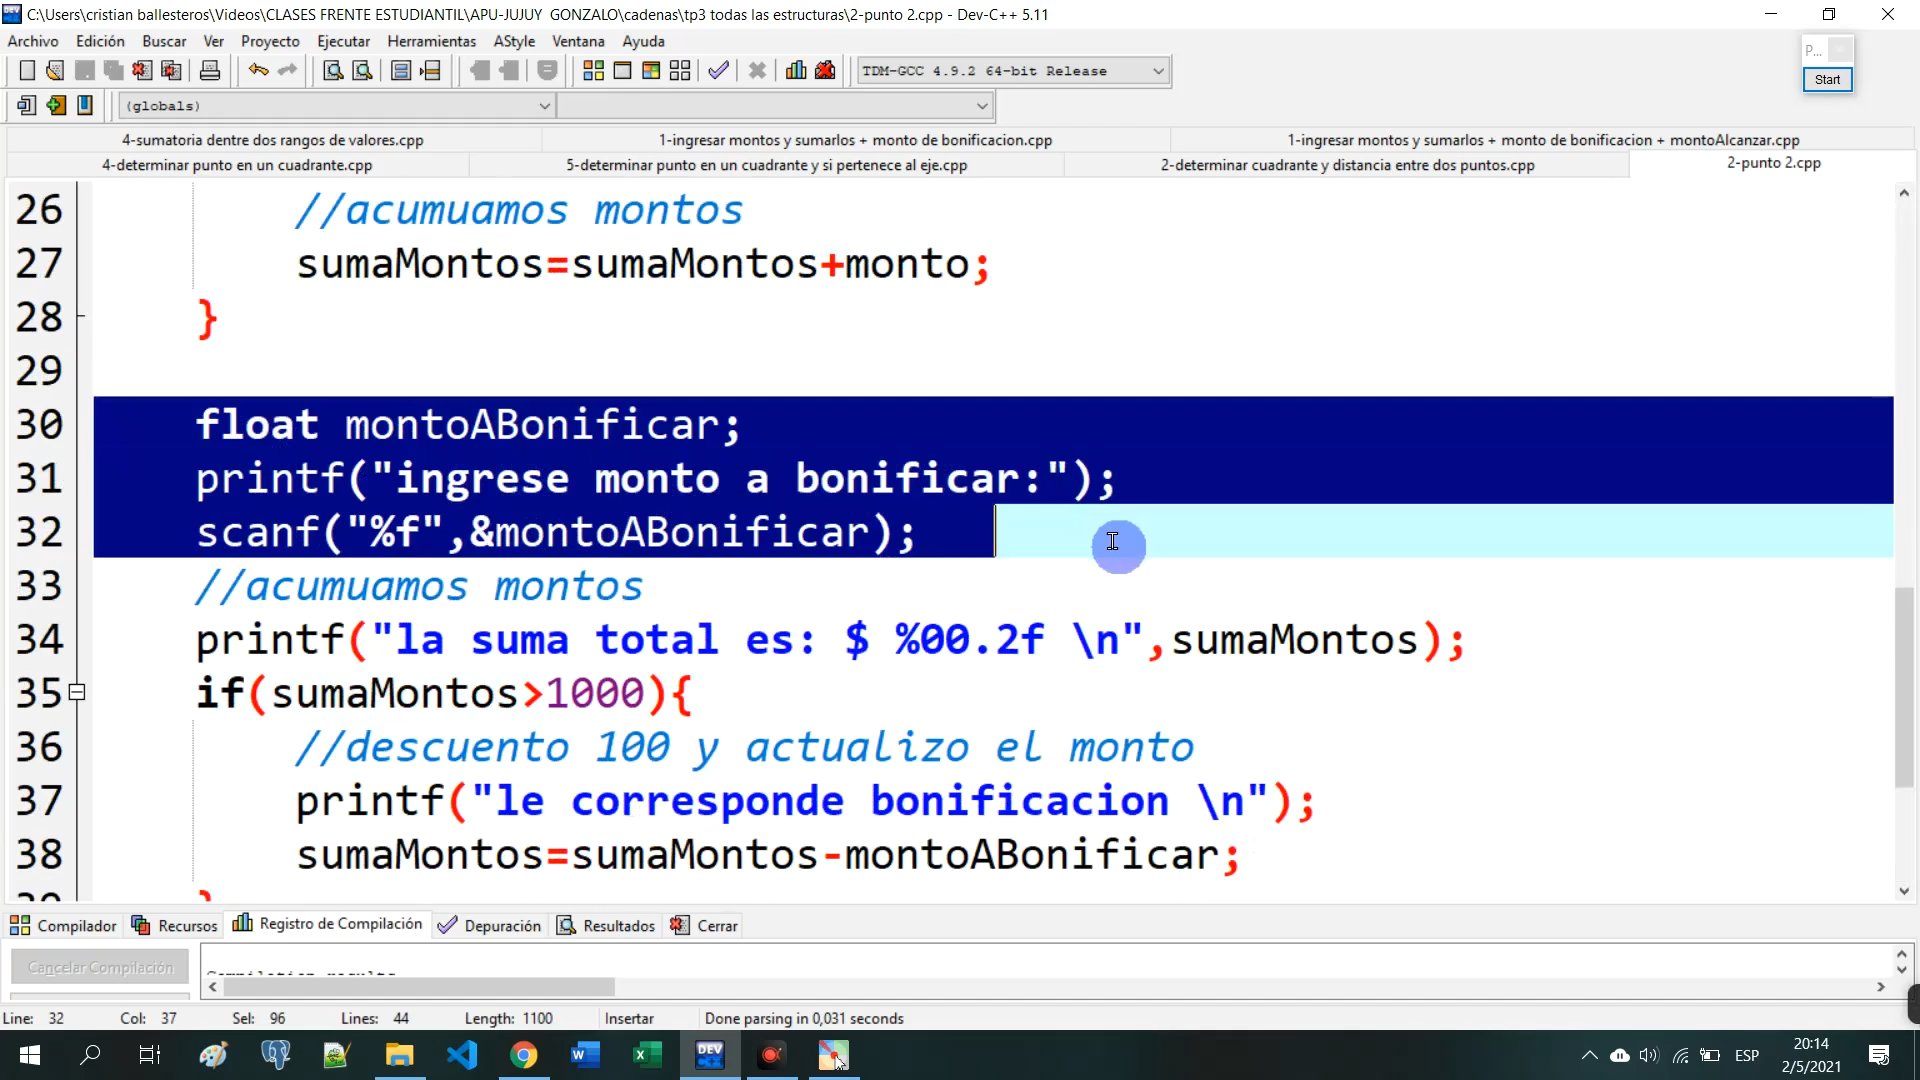 C:\Users\cristian ballesteros\Videos\CLASES FRENTE ESTUDIANTIL\APU-JUJUY  GONZALO\cadenas\tp3 todas las estructuras\2-punto 2.cpp - Dev-C++ 5.11
Archivo Edición Buscar Ver Proyecto Ejecutar Herramientas AStyle Ventana Ayuda
P...
TDM-GCC 4.9.2 64-bit Release
Start
(globals)
4-sumatoria dentre dos rangos de valores.cpp 1-ingresar montos y sumarlos + monto de bonificacion.cpp 1-ingresar montos y sumarlos + monto de bonificacion + montoAlcanzar.cpp
4-determinar punto en un cuadrante.cpp 5-determinar punto en un cuadrante y si pertenece al eje.cpp 2-determinar cuadrante y distancia entre dos puntos.cpp 2-punto 2.cpp
26 //acumuamos montos
27 sumaMontos=sumaMontos+monto;
28 }
29
30 float montoABonificar;
31 printf("ingrese monto a bonificar:");
32 scanf("%f",&montoABonificar);
33 //acumuamos montos
34 printf("la suma total es: $ %00.2f \n",sumaMontos);
35 if(sumaMontos>1000){
36 //descuento 100 y actualizo el monto
37 printf("le corresponde bonificacion \n");
38 sumaMontos=sumaMontos-montoABonificar;
39 }
Compilador Recursos Registro de Compilación Depuración Resultados Cerrar
Cancelar Compilación
Compilation results
Line: 32 Col: 37 Sel: 96 Lines: 44 Length: 1100 Insertar Done parsing in 0,031 seconds
DEV C++
ESP
20:14
2/5/2021